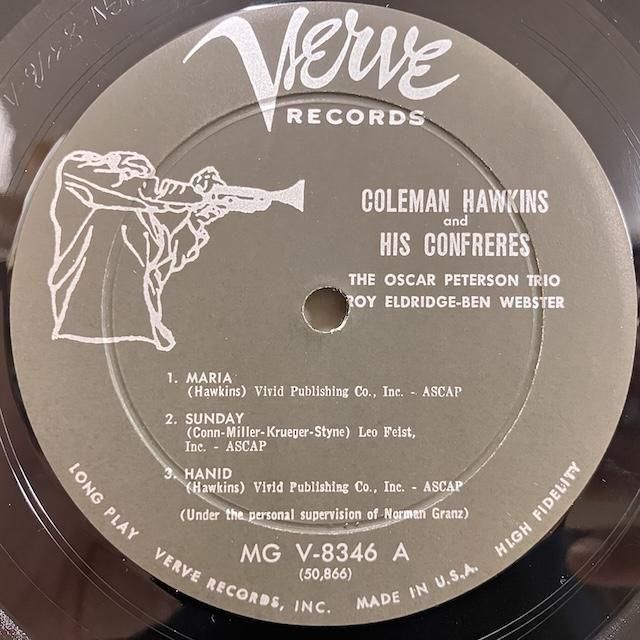 Verve
RECORDS
COLEMAN HAWKINS
and
HIS CONFRERES
THE OSCAR PETERSON TRIO
ROY ELDRIDGE-BEN WEBSTER
1. MARIA
(Hawkins) Vivid Publishing Co., Inc. - ASCAP
2. SUNDAY
(Conn-Miller-Krueger-Styne) Leo Feist,
Inc. - ASCAP
3. HANID
(Hawkins) Vivid Publishing Co., Inc. - ASCAP
(Under the personal supervision of Norman Granz)
MG V-8346 A
(50,866)
LONG PLAY
VERVE RECORDS, INC.
MADE IN U.S.A.
HIGH FIDELITY